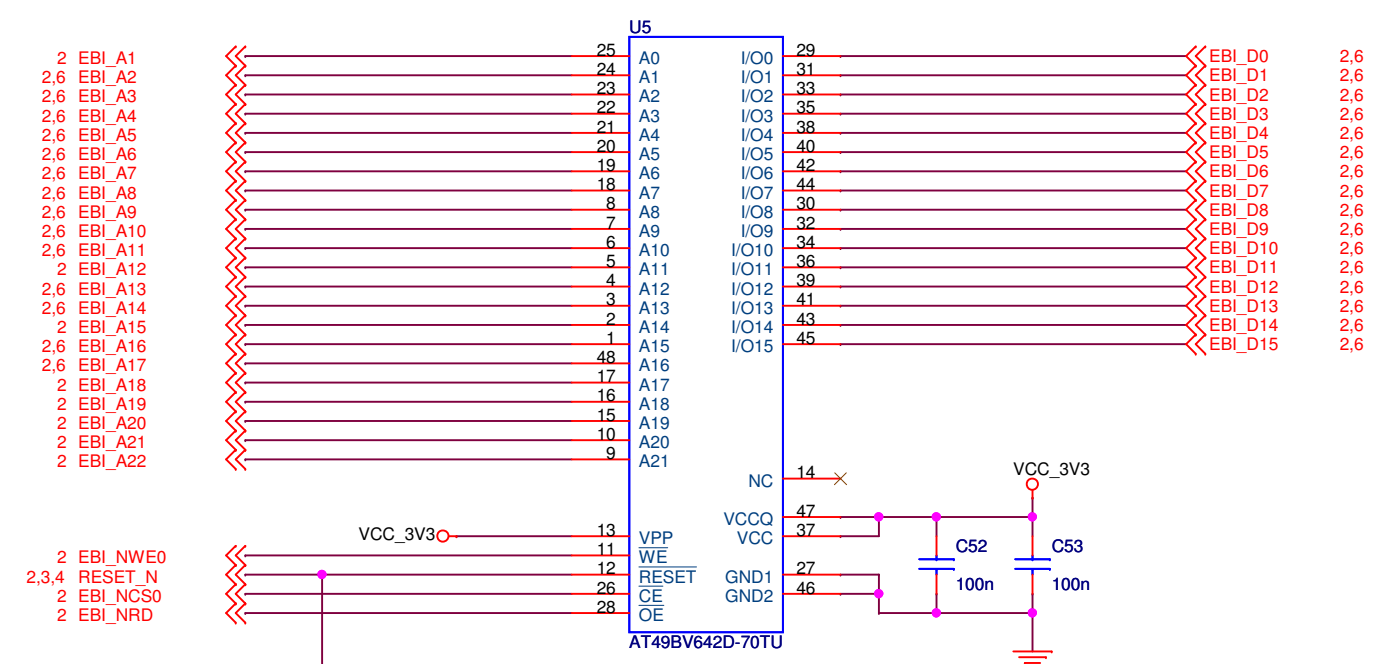 U5
2 EBI_A1 25 A0 I/O0 29 EBI_D0 2,6
2,6 EBI_A2 24 A1 I/O1 31 EBI_D1 2,6
2,6 EBI_A3 23 A2 I/O2 33 EBI_D2 2,6
2,6 EBI_A4 22 A3 I/O3 35 EBI_D3 2,6
2,6 EBI_A5 21 A4 I/O4 38 EBI_D4 2,6
2,6 EBI_A6 20 A5 I/O5 40 EBI_D5 2,6
2,6 EBI_A7 19 A6 I/O6 42 EBI_D6 2,6
2,6 EBI_A8 18 A7 I/O7 44 EBI_D7 2,6
2,6 EBI_A9 8 A8 I/O8 30 EBI_D8 2,6
2,6 EBI_A10 7 A9 I/O9 32 EBI_D9 2,6
2,6 EBI_A11 6 A10 I/O10 34 EBI_D10 2,6
2 EBI_A12 5 A11 I/O11 36 EBI_D11 2,6
2,6 EBI_A13 4 A12 I/O12 39 EBI_D12 2,6
2,6 EBI_A14 3 A13 I/O13 41 EBI_D13 2,6
2 EBI_A15 2 A14 I/O14 43 EBI_D14 2,6
2,6 EBI_A16 1 A15 I/O15 45 EBI_D15 2,6
2,6 EBI_A17 48 A16
2 EBI_A18 17 A17
2 EBI_A19 16 A18
2 EBI_A20 15 A19
2 EBI_A21 10 A20
2 EBI_A22 9 A21
NC 14 VCC_3V3
VCCQ 47
VCC_3V3 13 VPP VCC 37
2 EBI_NWE0 11 WE C52 C53
2,3,4 RESET_N 12 RESET GND1 27 100n 100n
2 EBI_NCS0 26 CE GND2 46
2 EBI_NRD 28 OE
AT49BV642D-70TU